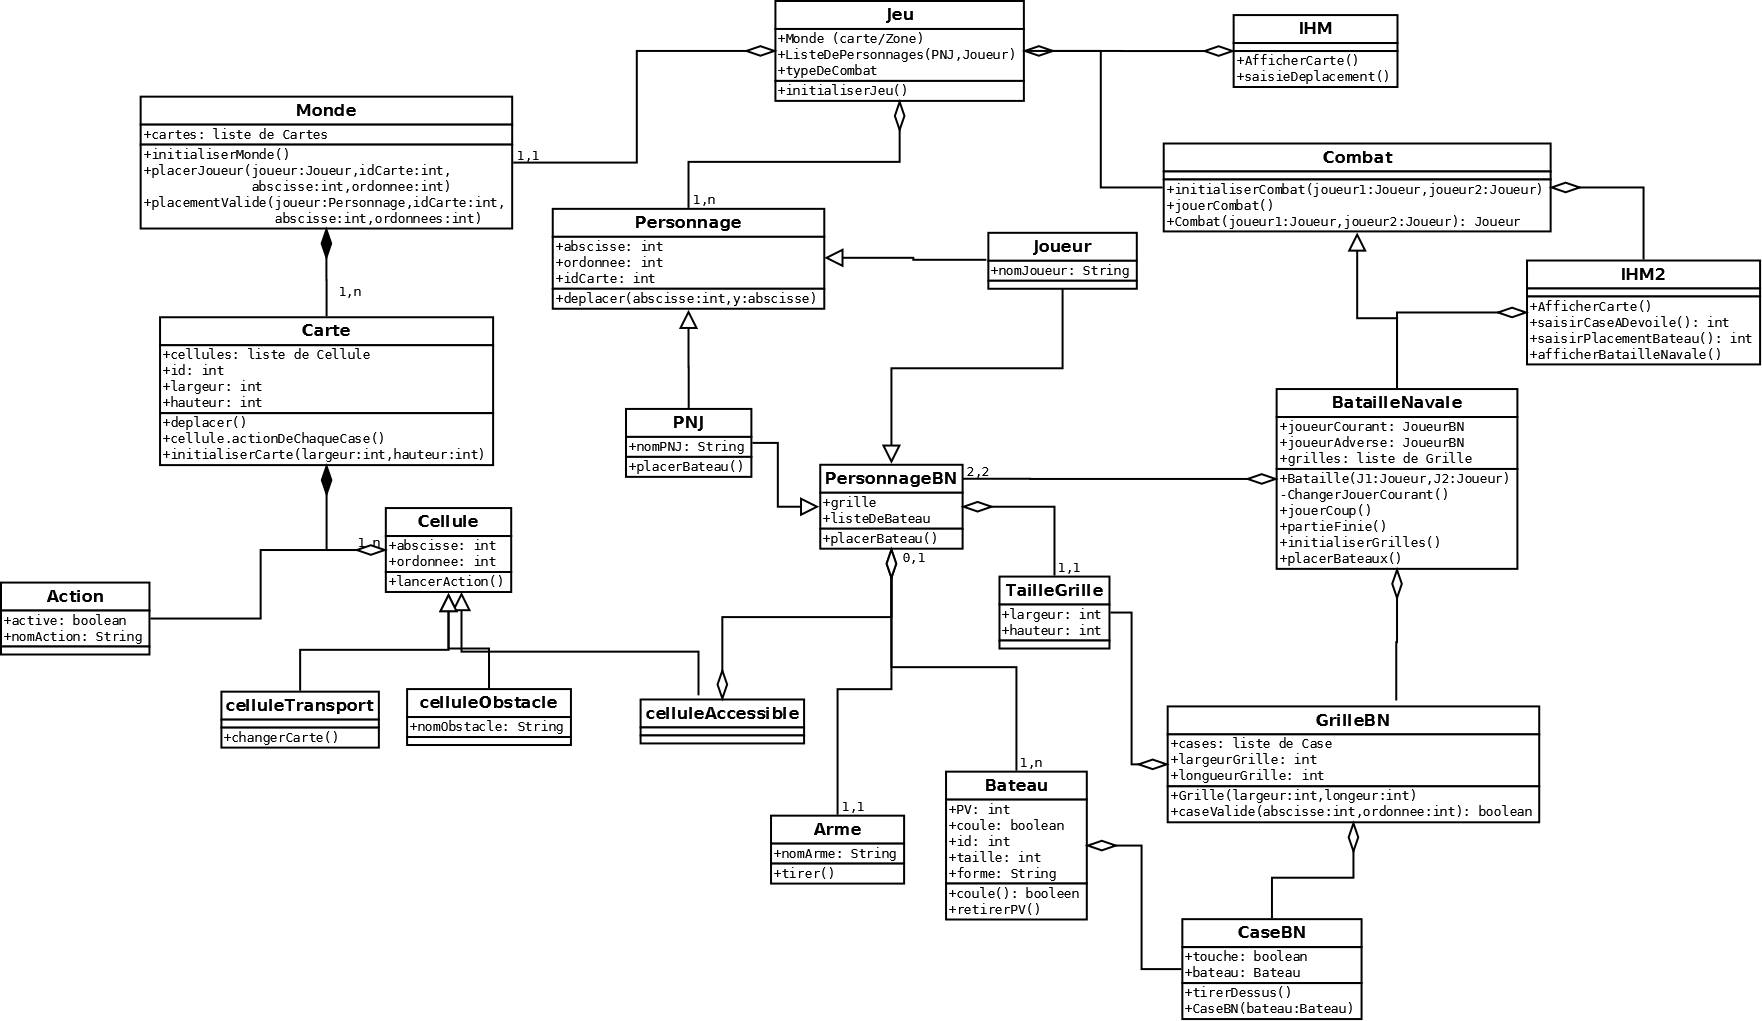 Jeu
+Monde (carte/Zone)
+ListeDePersonnages(PNJ,Joueur)
+typeDeCombat
+initialiserJeu()
IHM
+AfficherCarte()
+saisieDeplacement()
Monde
+cartes: liste de Cartes
+initialiserMonde()
+placerJoueur(joueur:Joueur,idCarte:int,
abscisse:int,ordonnee:int)
+placementValide(joueur:Personnage,idCarte:int,
abscisse:int,ordonnees:int)
1,1
Combat
+initialiserCombat(joueur1:Joueur,joueur2:Joueur)
+jouerCombat()
+Combat(joueur1:Joueur,joueur2:Joueur): Joueur
1,n
Personnage
+abscisse: int
+ordonnee: int
+idCarte: int
+deplacer(abscisse:int,y:abscisse)
Joueur
+nomJoueur: String
IHM2
+AfficherCarte()
+saisirCaseADevoile(): int
+saisirPlacementBateau(): int
+afficherBatailleNavale()
1,n
Carte
+cellules: liste de Cellule
+id: int
+largeur: int
+hauteur: int
+deplacer()
+cellule.actionDeChaqueCase()
+initialiserCarte(largeur:int,hauteur:int)
PNJ
+nomPNJ: String
+placerBateau()
BatailleNavale
+joueurCourant: JoueurBN
+joueurAdverse: JoueurBN
+grilles: liste de Grille
+Bataille(J1:Joueur,J2:Joueur)
-ChangerJouerCourant()
+jouerCoup()
+partieFinie()
+initialiserGrilles()
+placerBateaux()
PersonnageBN
+grille
+listeDeBateau
+placerBateau()
2,2
0,1
1,n
Cellule
+abscisse: int
+ordonnee: int
+lancerAction()
1,1
TailleGrille
+largeur: int
+hauteur: int
Action
+active: boolean
+nomAction: String
celluleTransport
+changerCarte()
celluleObstacle
+nomObstacle: String
celluleAccessible
GrilleBN
+cases: liste de Case
+largeurGrille: int
+longueurGrille: int
+Grille(largeur:int,longeur:int)
+caseValide(abscisse:int,ordonnee:int): boolean
1,n
Bateau
+PV: int
+coule: boolean
+id: int
+taille: int
+forme: String
+coule(): booleen
+retirerPV()
1,1
Arme
+nomArme: String
+tirer()
CaseBN
+touche: boolean
+bateau: Bateau
+tirerDessus()
+CaseBN(bateau:Bateau)